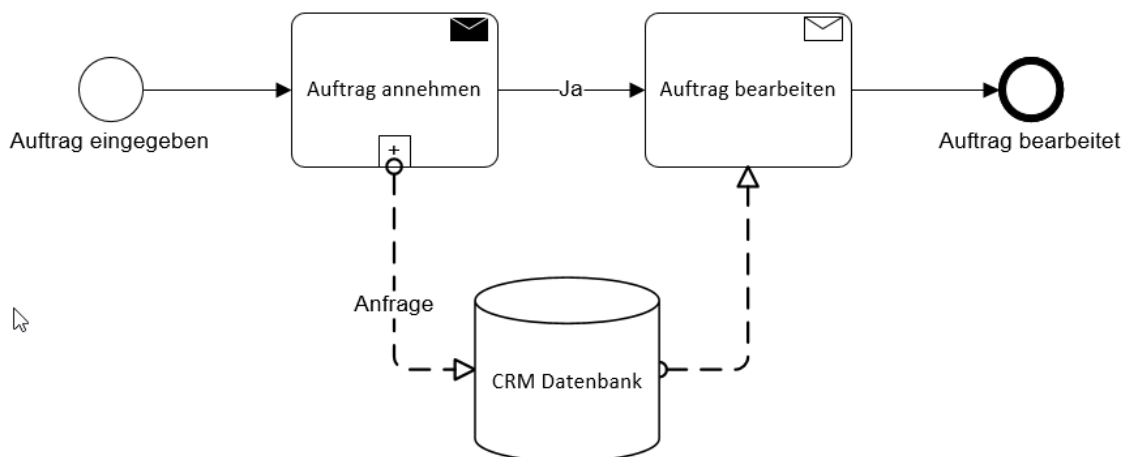 Auftrag annehmen
Ja
Auftrag bearbeiten
Auftrag eingegeben
+
Auftrag bearbeitet
Anfrage
CRM Datenbank